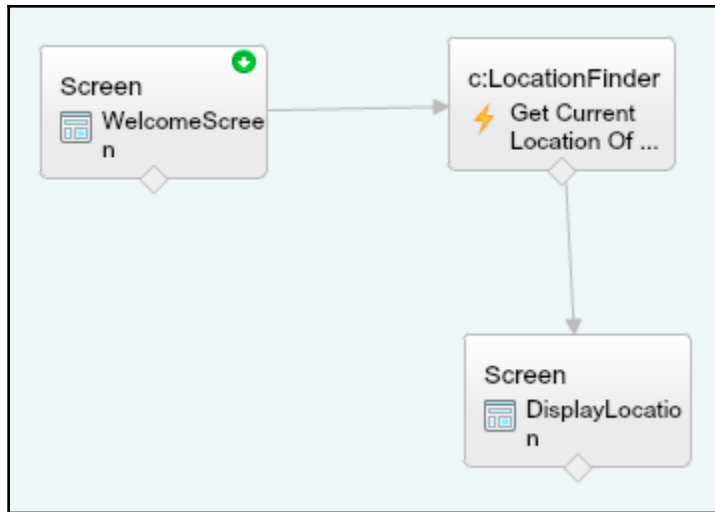 Screen
WelcomeScree
n
c:LocationFinder
Get Current
Location Of ...
Screen
DisplayLocatio
n